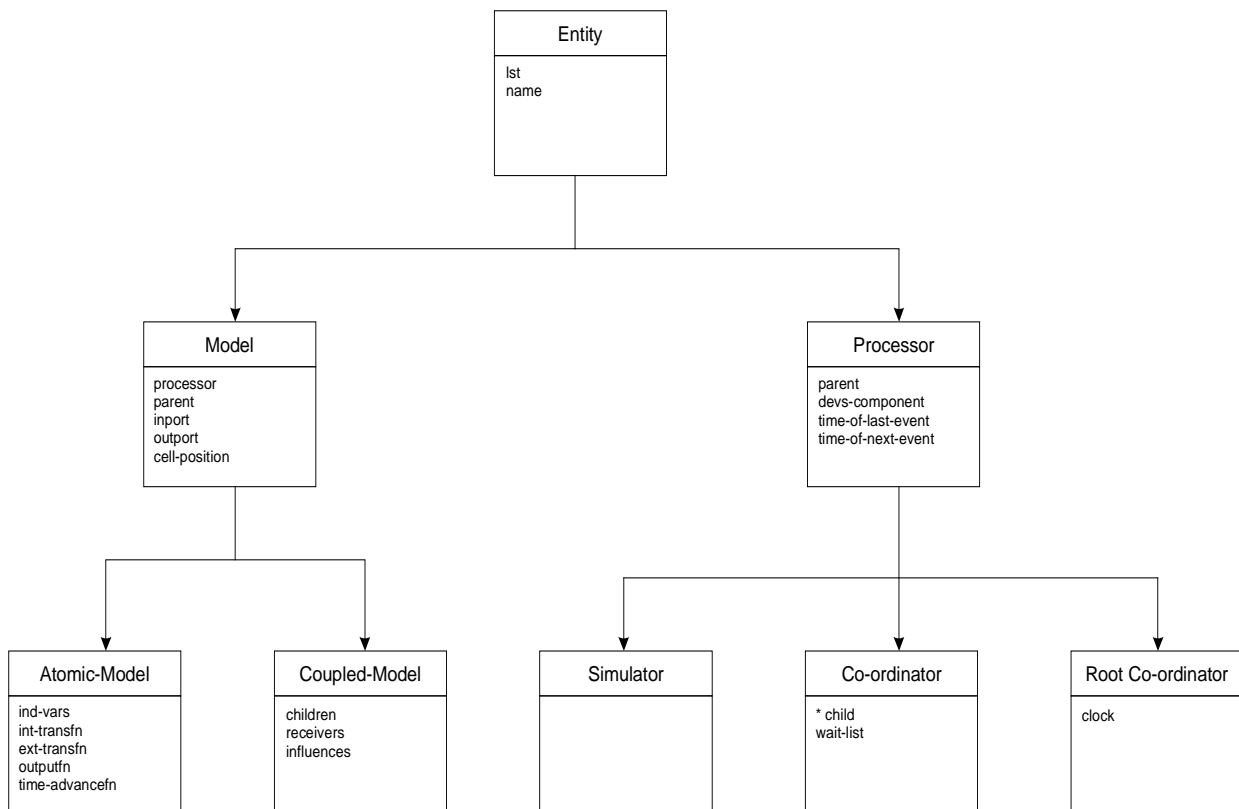 Entity
lst
name
Model
processor
parent
inport
outport
cell-position
Processor
parent
devs-component
time-of-last-event
time-of-next-event
Atomic-Model
ind-vars
int-transfn
ext-transfn
outputfn
time-advancefn
Coupled-Model
children
receivers
influences
Simulator
Co-ordinator
* child
wait-list
Root Co-ordinator
clock